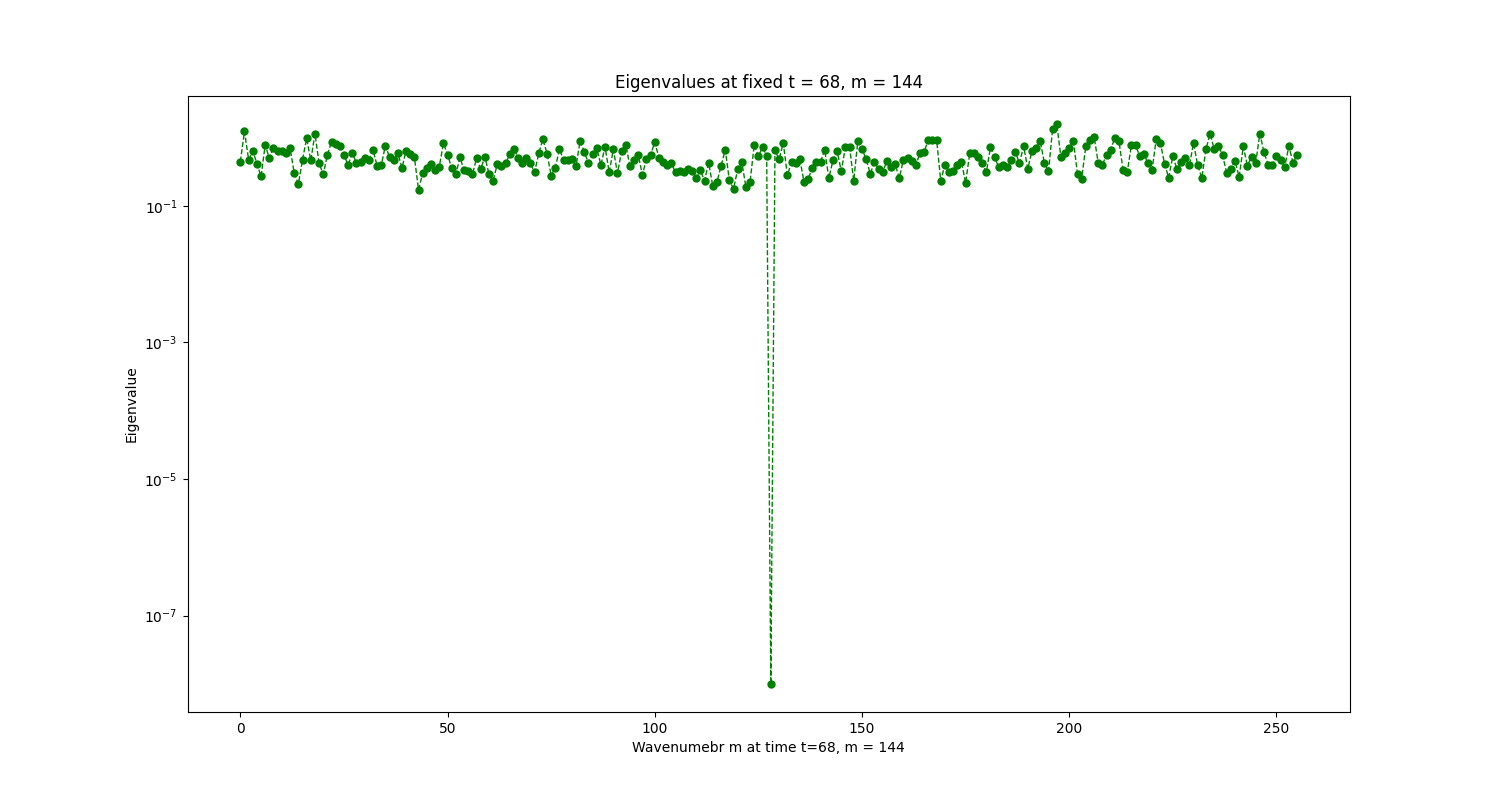 Eigenvalues at fixed t = 68, m = 144
Eigenvalue
10⁻¹
10⁻³
10⁻⁵
10⁻⁷
0 50 100 150 200 250
Wavenumebr m at time t=68, m = 144